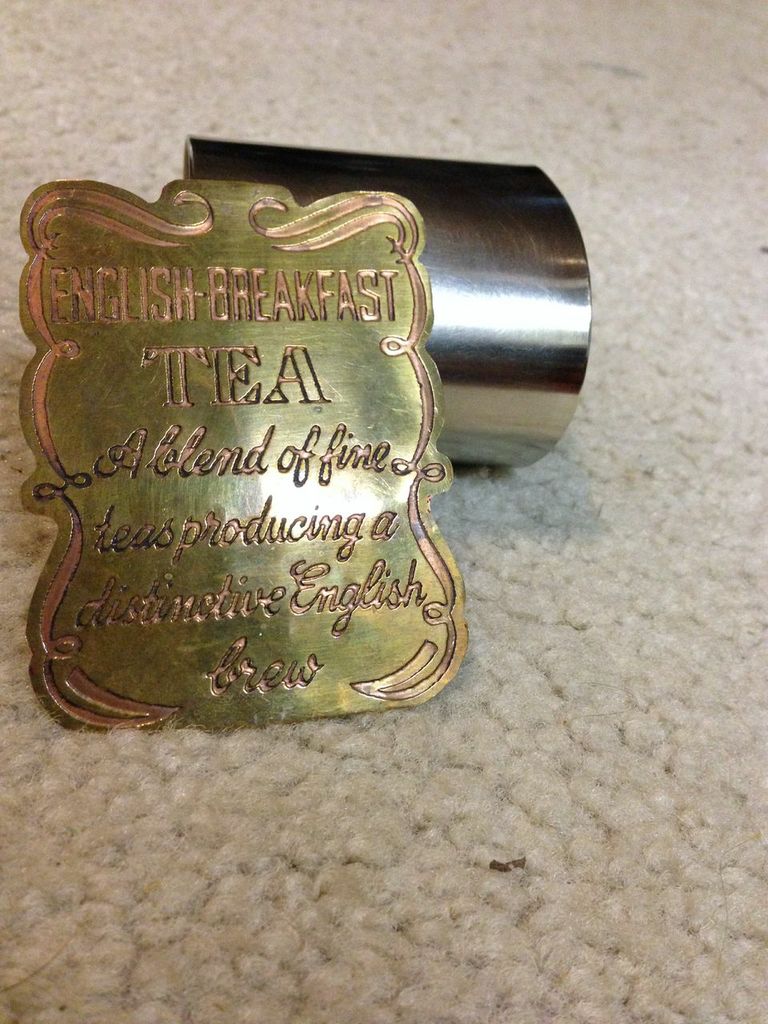 ENGLISH-BREAKFAST
TEA
A blend of fine
teas producing a
distinctive English
brew